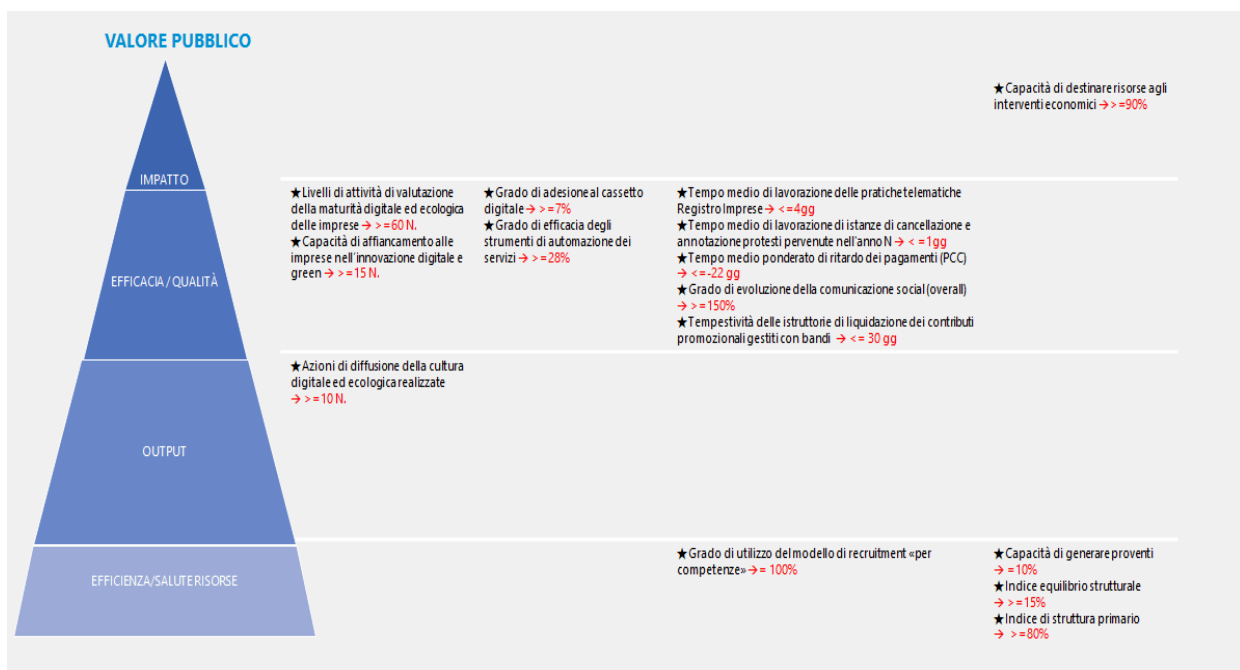 VALORE PUBBLICO
★Capacità di destinare risorse agli
interventi economici →> =90%
IMPATTO
★Livelli di attività di valutazione
della maturità digitale ed ecologica
delle imprese → > =60 N.
★Capacità di affiancamento alle
imprese nell'innovazione digitale e
green → > =15 N.
★Grado di adesione al cassetto
digitale → > =7%
★Grado di efficacia degli
strumenti di automazione dei
servizi → > =28%
★Tempo medio di lavorazione delle pratiche telematiche
Registro Imprese → < =4gg
★Tempo medio di lavorazione di istanze di cancellazione e
annotazione protesti pervenute nell'anno N → < =1gg
★Tempo medio ponderato di ritardo dei pagamenti (PCC)
→ < =-22 gg
★Grado di evoluzione della comunicazione social (overall)
→ > =150%
★Tempestività delle istruttorie di liquidazione dei contributi
promozionali gestiti con bandi → < = 30 gg
EFFICACIA / QUALITÀ
★Azioni di diffusione della cultura
digitale ed ecologica realizzate
→ > =10 N.
OUTPUT
★Grado di utilizzo del modello di recruitment «per
competenze» →= 100%
★Capacità di generare proventi
→ =10%
★Indice equilibrio strutturale
→ > =15%
★Indice di struttura primario
→ > =80%
EFFICIENZA/SALUTE RISORSE